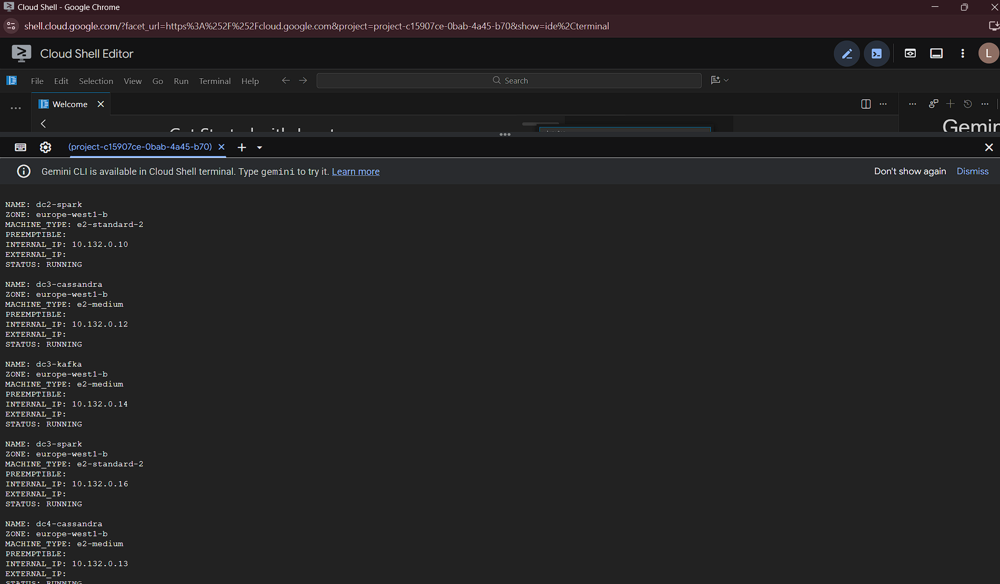 Cloud Shell - Google Chrome
shell.cloud.google.com/?facet_url=https%3A%252F%252Fcloud.google.com&project=project-c15907ce-0bab-4a45-b70&show=ide%2Cterminal
Cloud Shell Editor
L
File Edit Selection View Go Run Terminal Help Search
Welcome
Get Started with
Gemin
(project-c15907ce-0bab-4a45-b70)
Gemini CLI is available in Cloud Shell terminal. Type gemini to try it. Learn more Don't show again Dismiss
NAME: dc2-spark
ZONE: europe-west1-b
MACHINE_TYPE: e2-standard-2
PREEMPTIBLE:
INTERNAL_IP: 10.132.0.10
EXTERNAL_IP:
STATUS: RUNNING
NAME: dc3-cassandra
ZONE: europe-west1-b
MACHINE_TYPE: e2-medium
PREEMPTIBLE:
INTERNAL_IP: 10.132.0.12
EXTERNAL_IP:
STATUS: RUNNING
NAME: dc3-kafka
ZONE: europe-west1-b
MACHINE_TYPE: e2-medium
PREEMPTIBLE:
INTERNAL_IP: 10.132.0.14
EXTERNAL_IP:
STATUS: RUNNING
NAME: dc3-spark
ZONE: europe-west1-b
MACHINE_TYPE: e2-standard-2
PREEMPTIBLE:
INTERNAL_IP: 10.132.0.16
EXTERNAL_IP:
STATUS: RUNNING
NAME: dc4-cassandra
ZONE: europe-west1-b
MACHINE_TYPE: e2-medium
PREEMPTIBLE:
INTERNAL_IP: 10.132.0.13
EXTERNAL_IP:
STATUS: RUNNING